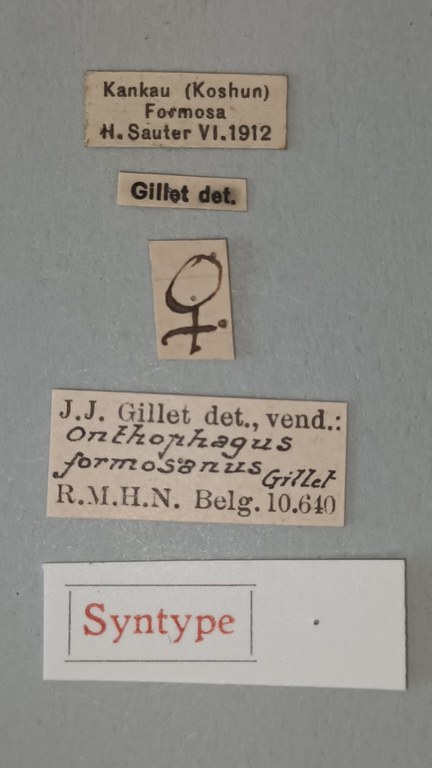 Kankau (Koshun)
Formosa
H. Sauter VI.1912
Gillet det.
♀
J.J. Gillet det., vend.:
Onthophagus
formosanus Gillet
R.M.H.N. Belg. 10.640
Syntype